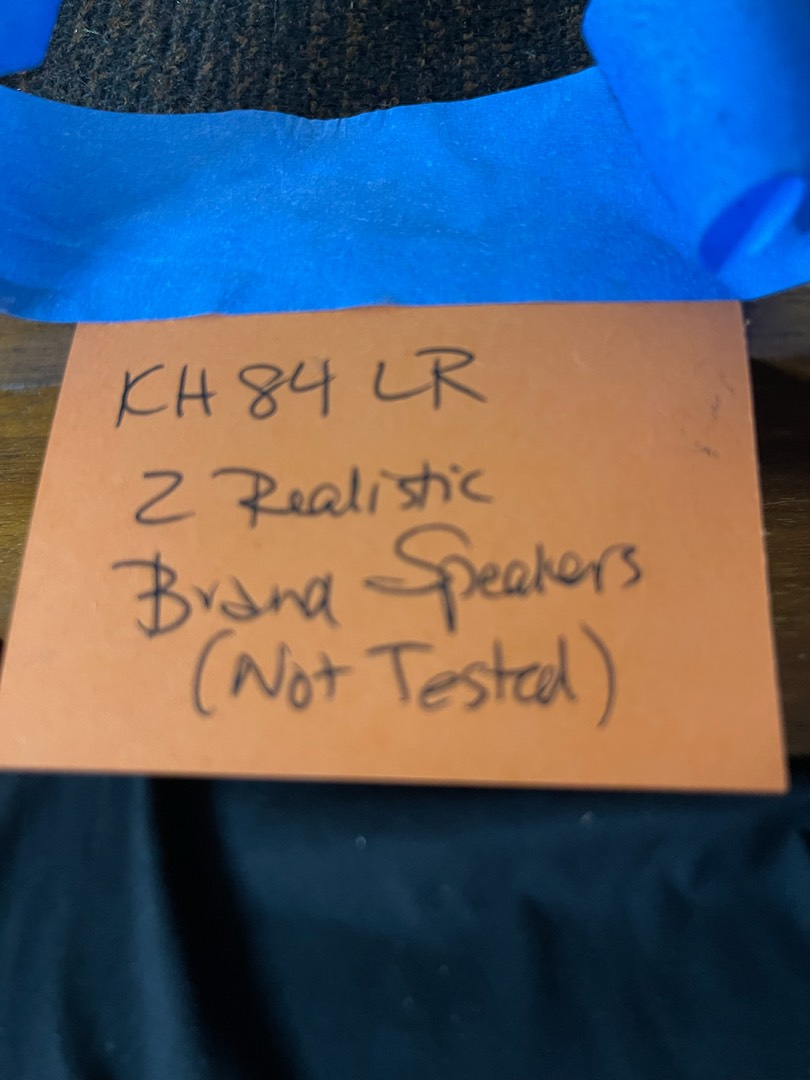 KH 84 LR
2 Realistic
Brand Speakers
(Not Tested)